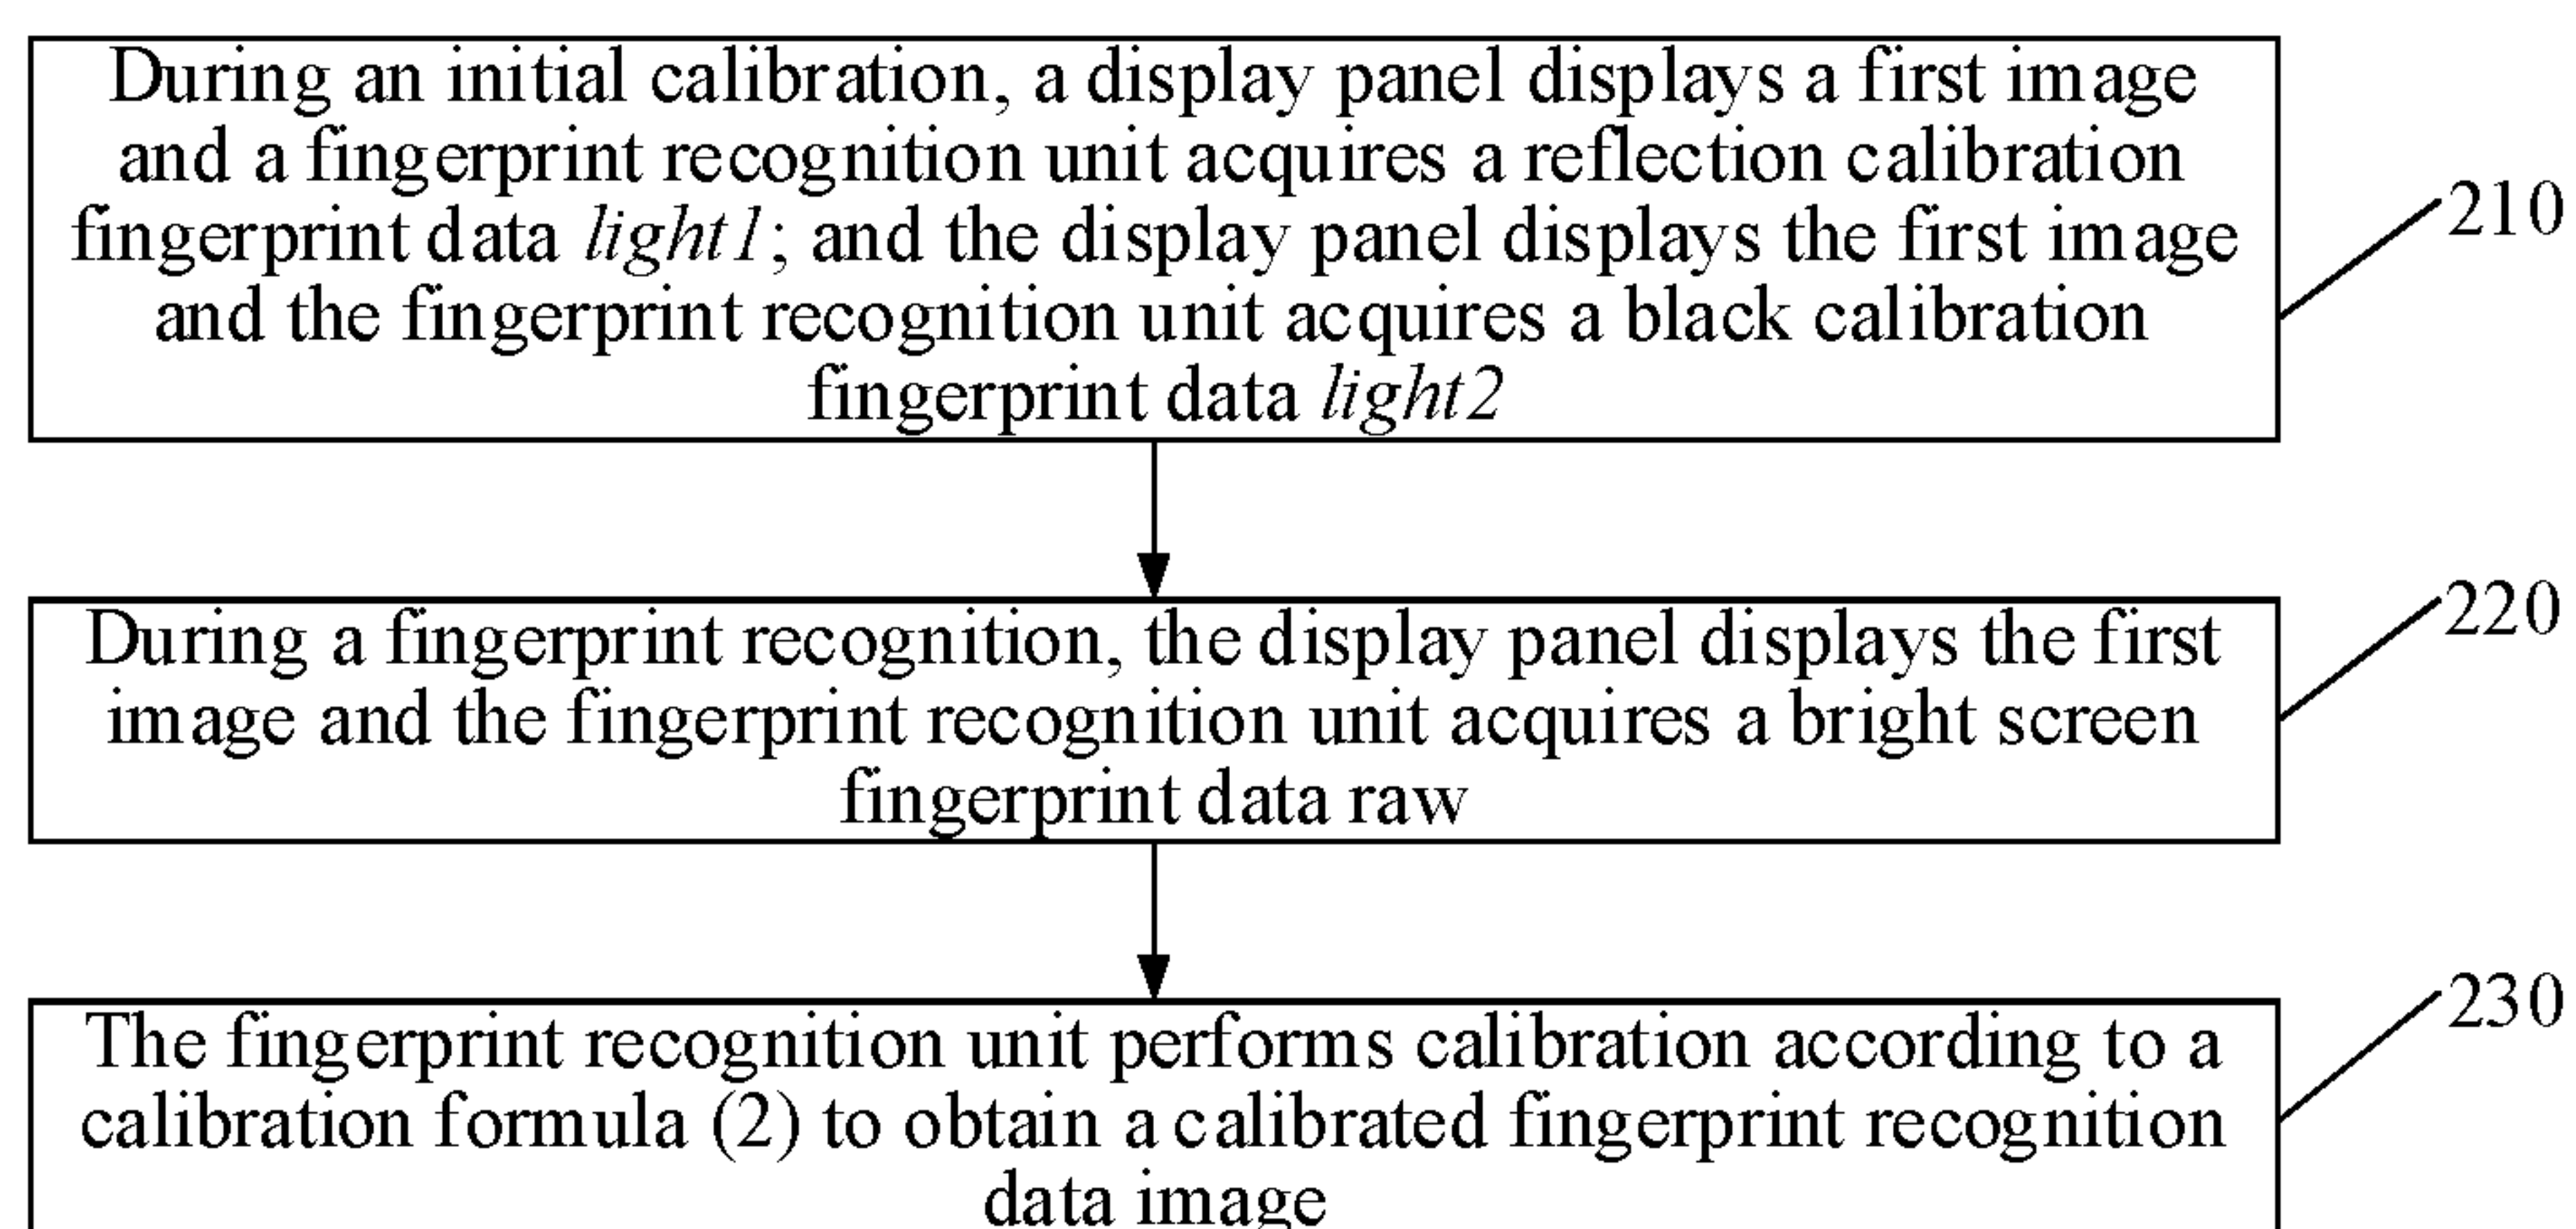 During an initial calibration, a display panel displays a first image
and a fingerprint recognition unit acquires a reflection calibration
fingerprint data light1; and the display panel displays the first image
and the fingerprint recognition unit acquires a black calibration
fingerprint data light2
210
During a fingerprint recognition, the display panel displays the first
image and the fingerprint recognition unit acquires a bright screen
fingerprint data raw
220
The fingerprint recognition unit performs calibration according to a
calibration formula (2) to obtain a calibrated fingerprint recognition
data image
230